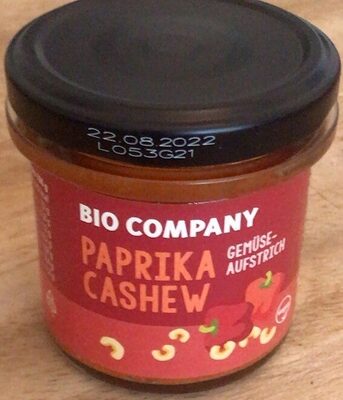 22.08.2022
L053G21
BIO COMPANY
PAPRIKA
CASHEW
GEMÜSE-
AUFSTRICH